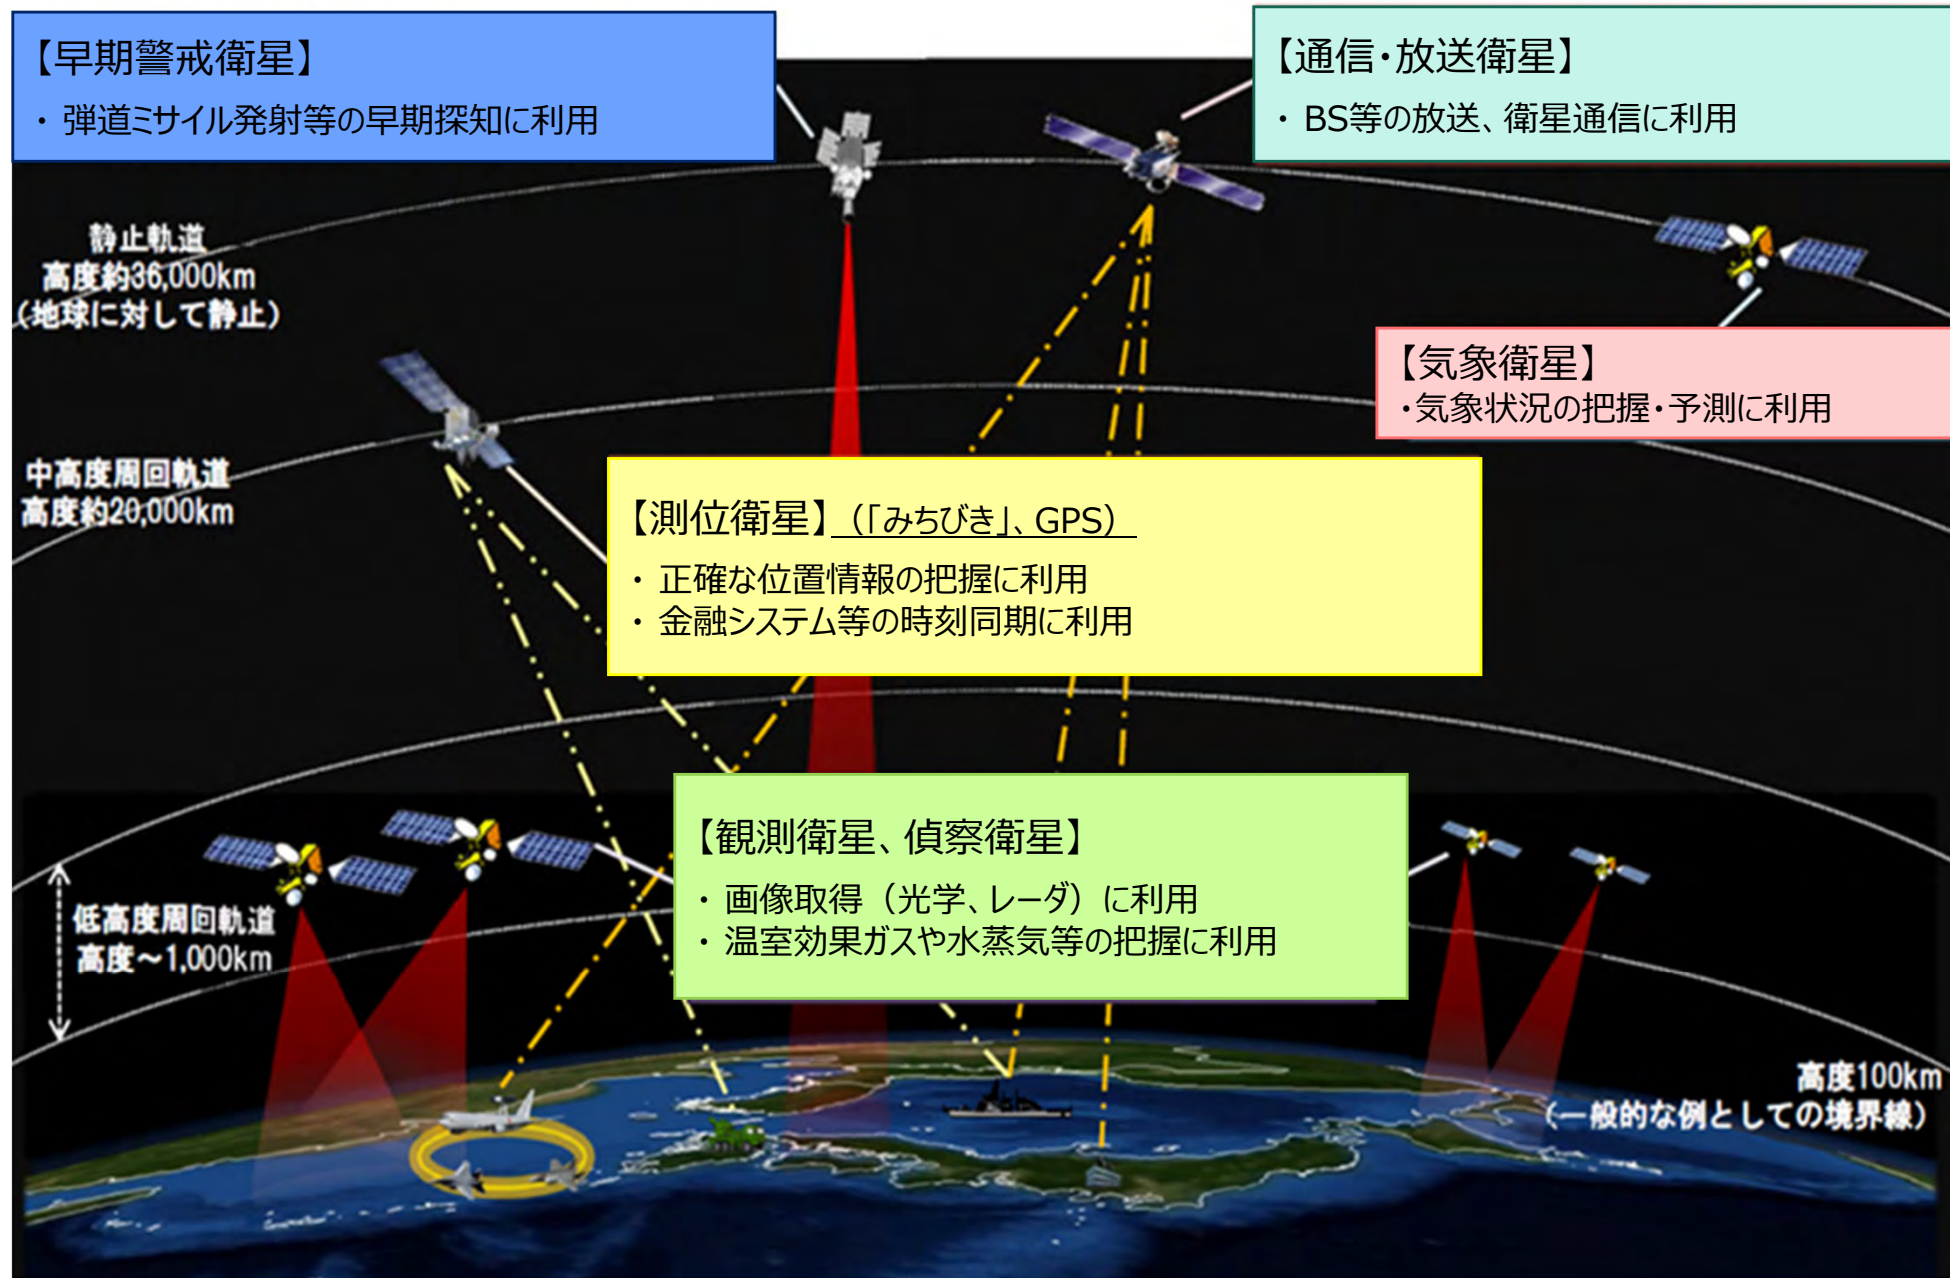 【早期警戒衛星】
・ 弾道ミサイル発射等の早期探知に利用
【通信・放送衛星】
・ BS等の放送、衛星通信に利用
静止軌道
高度約36,000km
(地球に対して静止)
【気象衛星】
・気象状況の把握・予測に利用
中高度周回軌道
高度約20,000km
【測位衛星】(「みちびき」、GPS)
・ 正確な位置情報の把握に利用
・ 金融システム等の時刻同期に利用
【観測衛星、偵察衛星】
・ 画像取得（光学、レーダ）に利用
・ 温室効果ガスや水蒸気等の把握に利用
低高度周回軌道
高度～1,000km
高度100km
(一般的な例としての境界線)